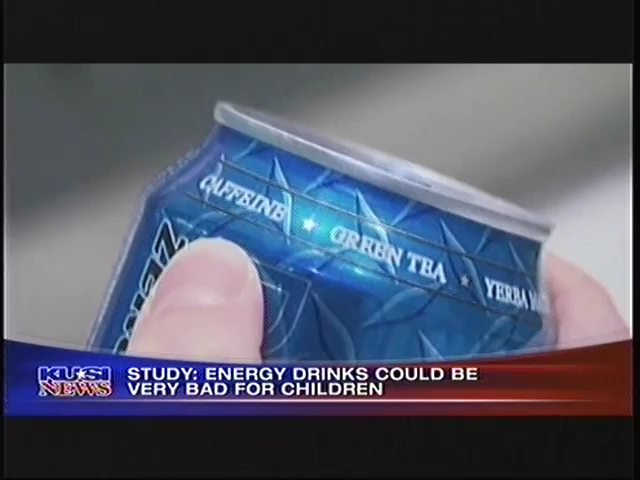 CAFFEINE ★ GREEN TEA ★ YERBA
KUSI
NEWS
STUDY: ENERGY DRINKS COULD BE
VERY BAD FOR CHILDREN